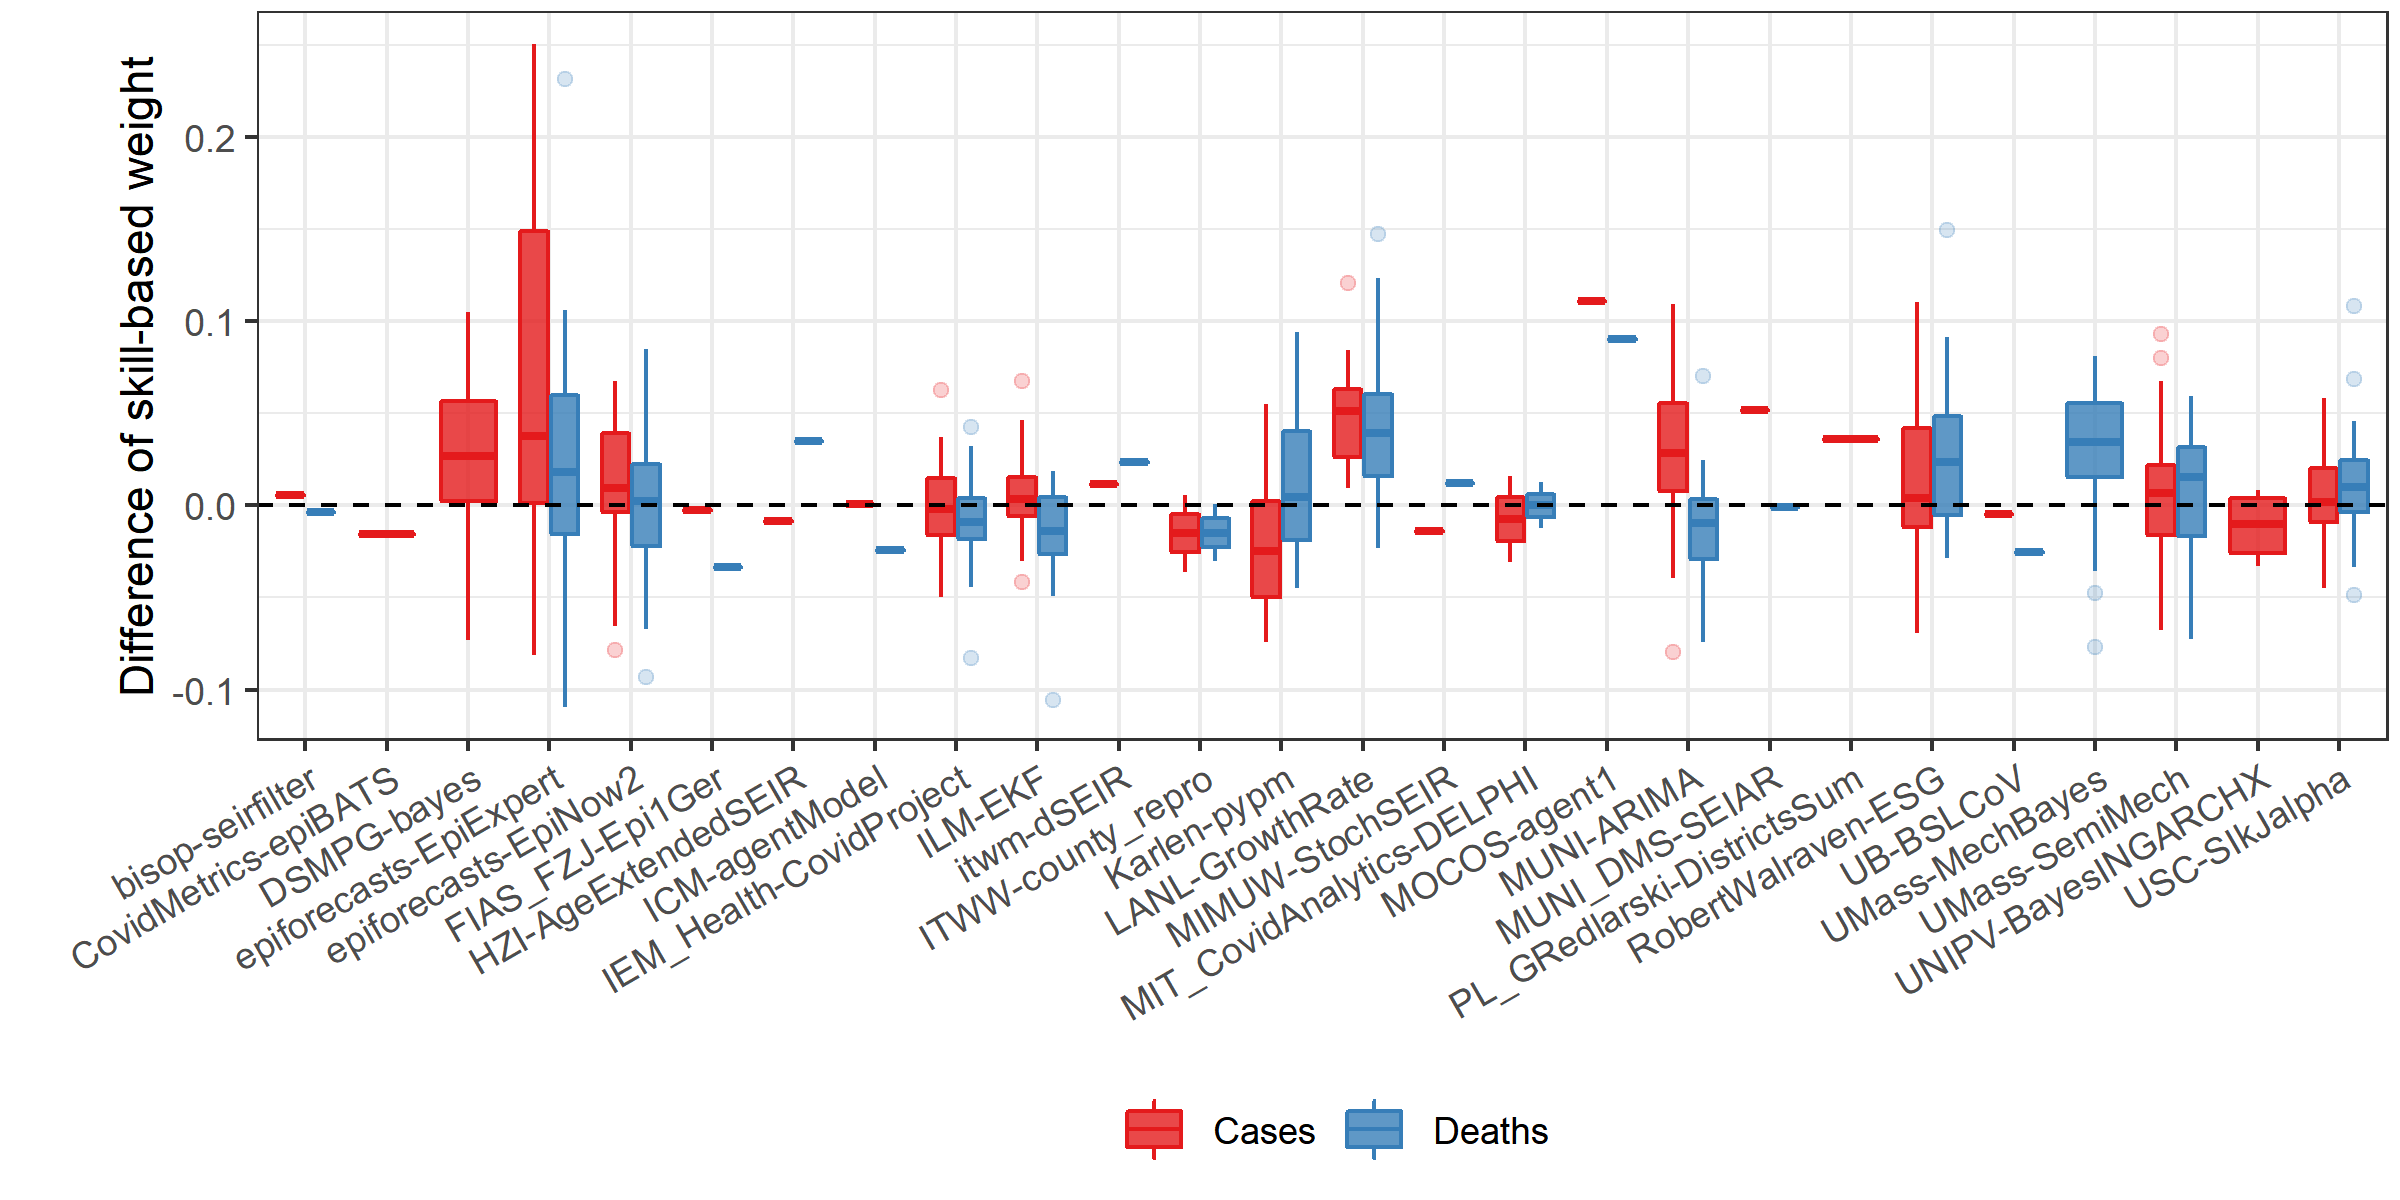 Difference of skill-based weight
0.2
0.1
0.0
-0.1
bisop-seirfilter
CovidMetrics-epiBATS
DSMPG-bayes
epiforecasts-EpiExpert
epiforecasts-EpiNow2
FIAS_FZJ-Epi1Ger
HZI-AgeExtendedSEIR
ICM-agentModel
IEM_Health-CovidProject
ILM-EKF
itwm-dSEIR
ITWW-county_repro
Karlen-pypm
LANL-GrowthRate
MIMUW-StochSEIR
MIT_CovidAnalytics-DELPHI
MOCOS-agent1
MUNI-ARIMA
MUNI_DMS-SEIAR
PL_GRedlarski-DistrictsSum
RobertWalraven-ESG
UB-BSLCoV
UMass-MechBayes
UMass-SemiMech
UNIPV-BayesINGARCHX
USC-SIkJalpha
Cases
Deaths